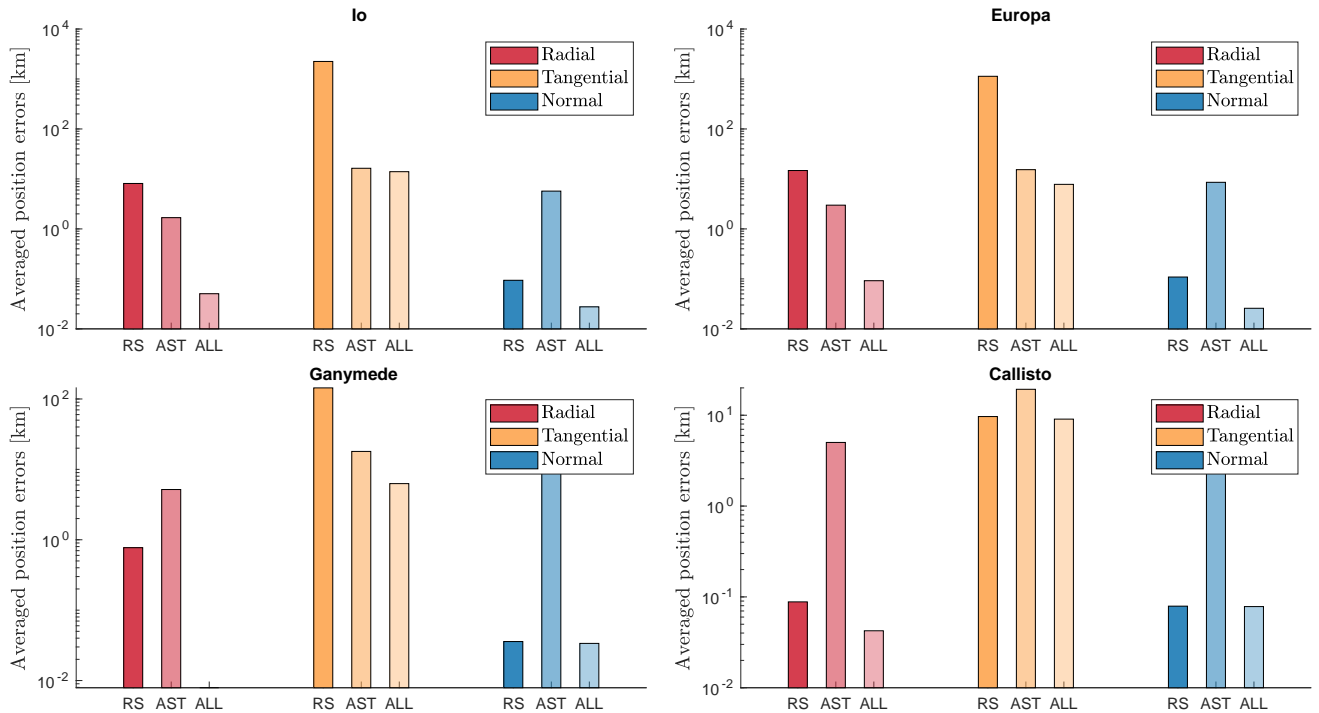 Io
Averaged position errors [km]
10^4
10^2
10^0
10^-2
Radial
Tangential
Normal
RS AST ALL RS AST ALL RS AST ALL
Europa
Averaged position errors [km]
10^4
10^2
10^0
10^-2
Radial
Tangential
Normal
RS AST ALL RS AST ALL RS AST ALL
Ganymede
Averaged position errors [km]
10^2
10^0
10^-2
Radial
Tangential
Normal
RS AST ALL RS AST ALL RS AST ALL
Callisto
Averaged position errors [km]
10^1
10^0
10^-1
10^-2
Radial
Tangential
Normal
RS AST ALL RS AST ALL RS AST ALL